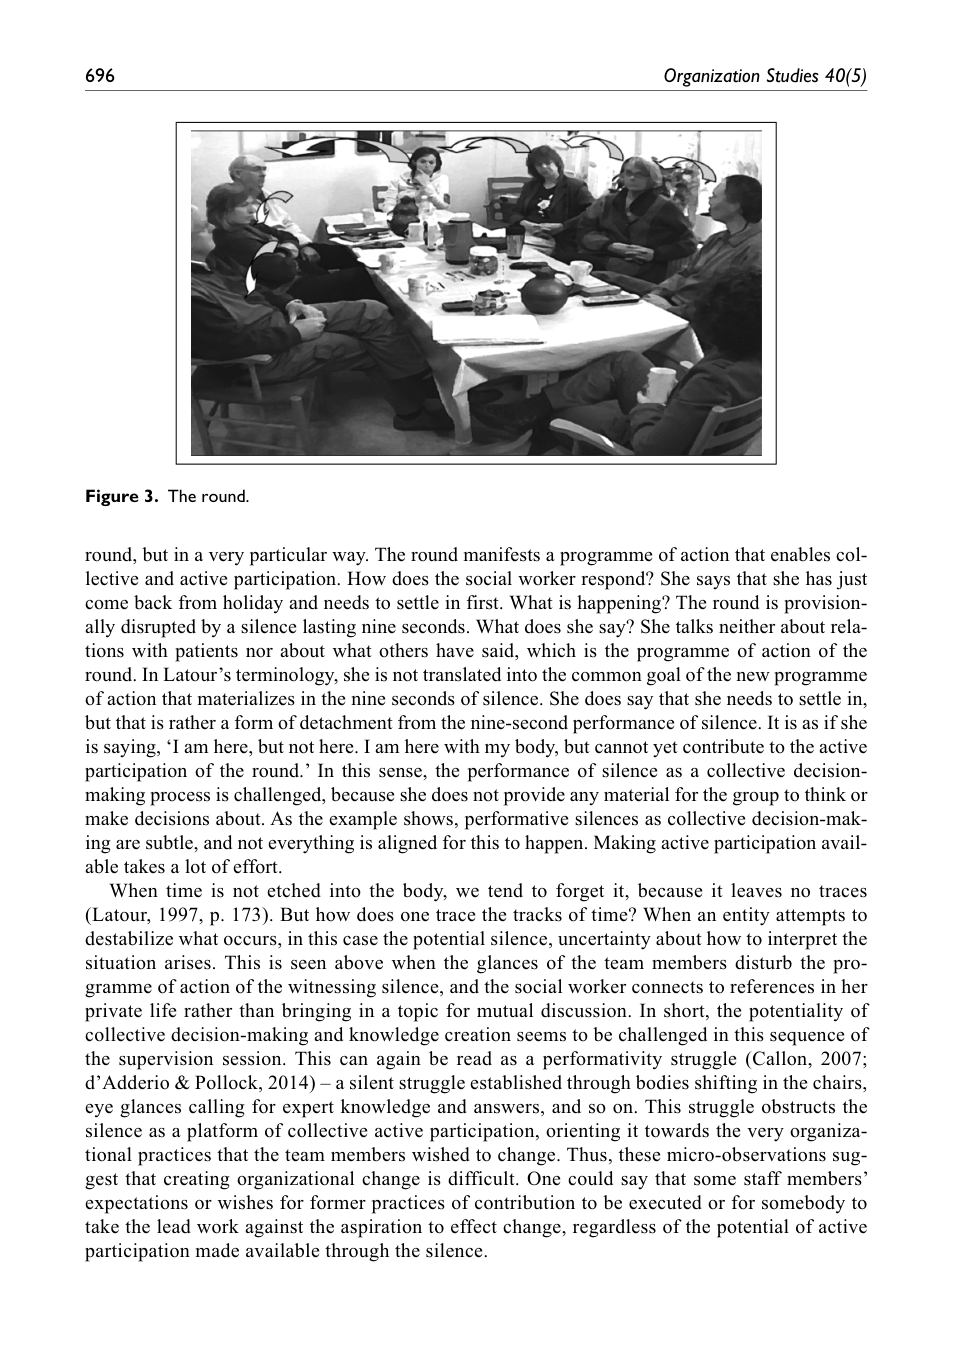 696
Organization Studies 40(5)
Figure 3. The round.
round, but in a very particular way. The round manifests a programme of action that enables col-
lective and active participation. How does the social worker respond? She says that she has just
come back from holiday and needs to settle in first. What is happening? The round is provision-
ally disrupted by a silence lasting nine seconds. What does she say? She talks neither about rela-
tions with patients nor about what others have said, which is the programme of action of the
round. In Latour’s terminology, she is not translated into the common goal of the new programme
of action that materializes in the nine seconds of silence. She does say that she needs to settle in,
but that is rather a form of detachment from the nine-second performance of silence. It is as if she
is saying, ‘I am here, but not here. I am here with my body, but cannot yet contribute to the active
participation of the round.’ In this sense, the performance of silence as a collective decision-
making process is challenged, because she does not provide any material for the group to think or
make decisions about. As the example shows, performative silences as collective decision-mak-
ing are subtle, and not everything is aligned for this to happen. Making active participation avail-
able takes a lot of effort.
When time is not etched into the body, we tend to forget it, because it leaves no traces
(Latour, 1997, p. 173). But how does one trace the tracks of time? When an entity attempts to
destabilize what occurs, in this case the potential silence, uncertainty about how to interpret the
situation arises. This is seen above when the glances of the team members disturb the pro-
gramme of action of the witnessing silence, and the social worker connects to references in her
private life rather than bringing in a topic for mutual discussion. In short, the potentiality of
collective decision-making and knowledge creation seems to be challenged in this sequence of
the supervision session. This can again be read as a performativity struggle (Callon, 2007;
d’Adderio & Pollock, 2014) – a silent struggle established through bodies shifting in the chairs,
eye glances calling for expert knowledge and answers, and so on. This struggle obstructs the
silence as a platform of collective active participation, orienting it towards the very organiza-
tional practices that the team members wished to change. Thus, these micro-observations sug-
gest that creating organizational change is difficult. One could say that some staff members’
expectations or wishes for former practices of contribution to be executed or for somebody to
take the lead work against the aspiration to effect change, regardless of the potential of active
participation made available through the silence.